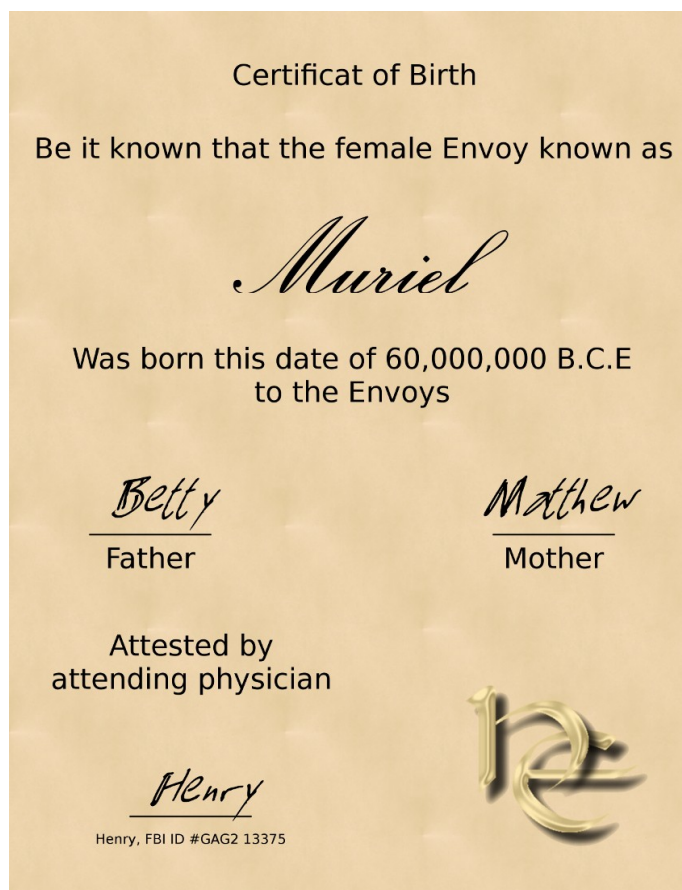 Certificat of Birth
Be it known that the female Envoy known as
Muriel
Was born this date of 60,000,000 B.C.E
to the Envoys
Betty
Matthew
Father
Mother
Attested by
attending physician
Henry
Henry, FBI ID #GAG2 13375